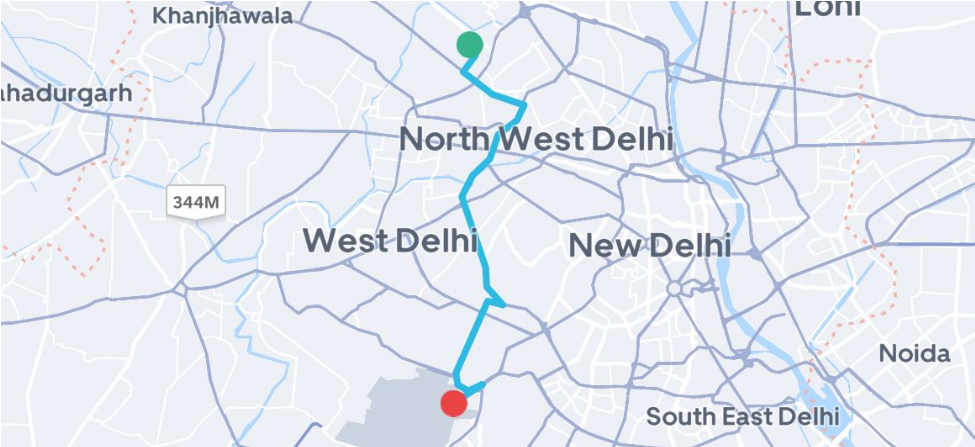 Khanjhawala
Loni
ahadurgarh
North West Delhi
344M
West Delhi
New Delhi
Noida
South East Delhi